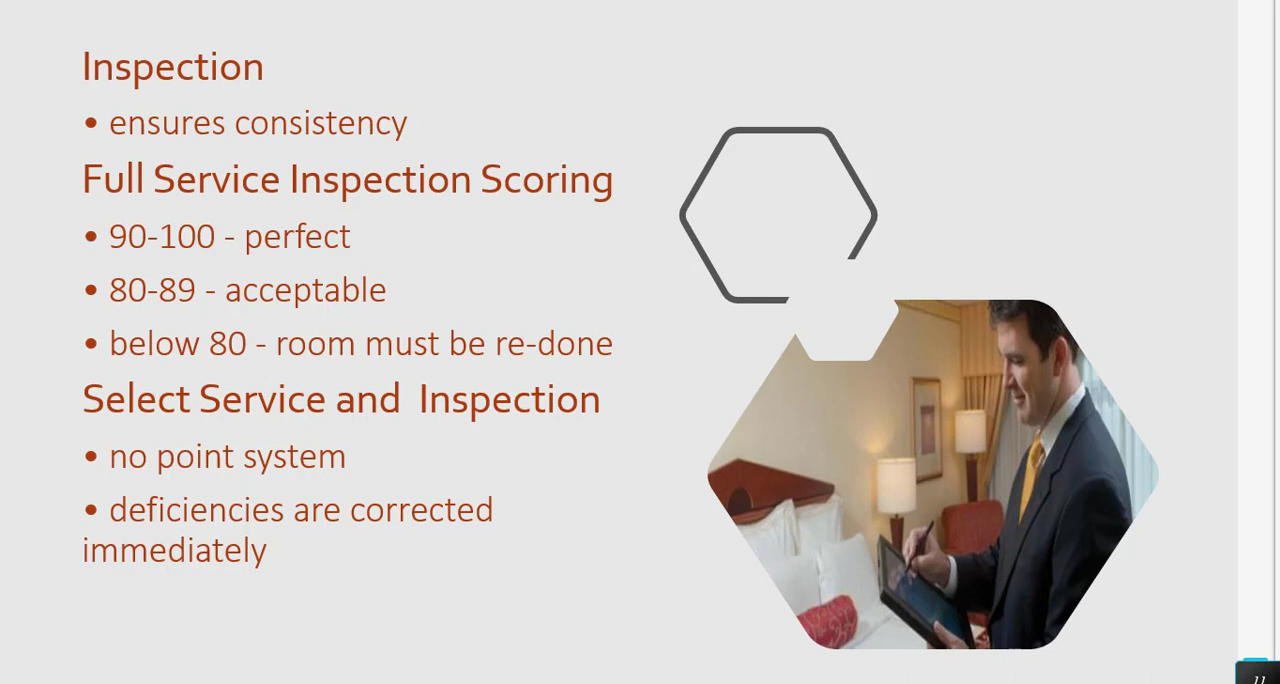 Inspection
• ensures consistency
Full Service Inspection Scoring
• 90-100 - perfect
• 80-89 - acceptable
• below 80 - room must be re-done
Select Service and  Inspection
• no point system
• deficiencies are corrected
immediately
11